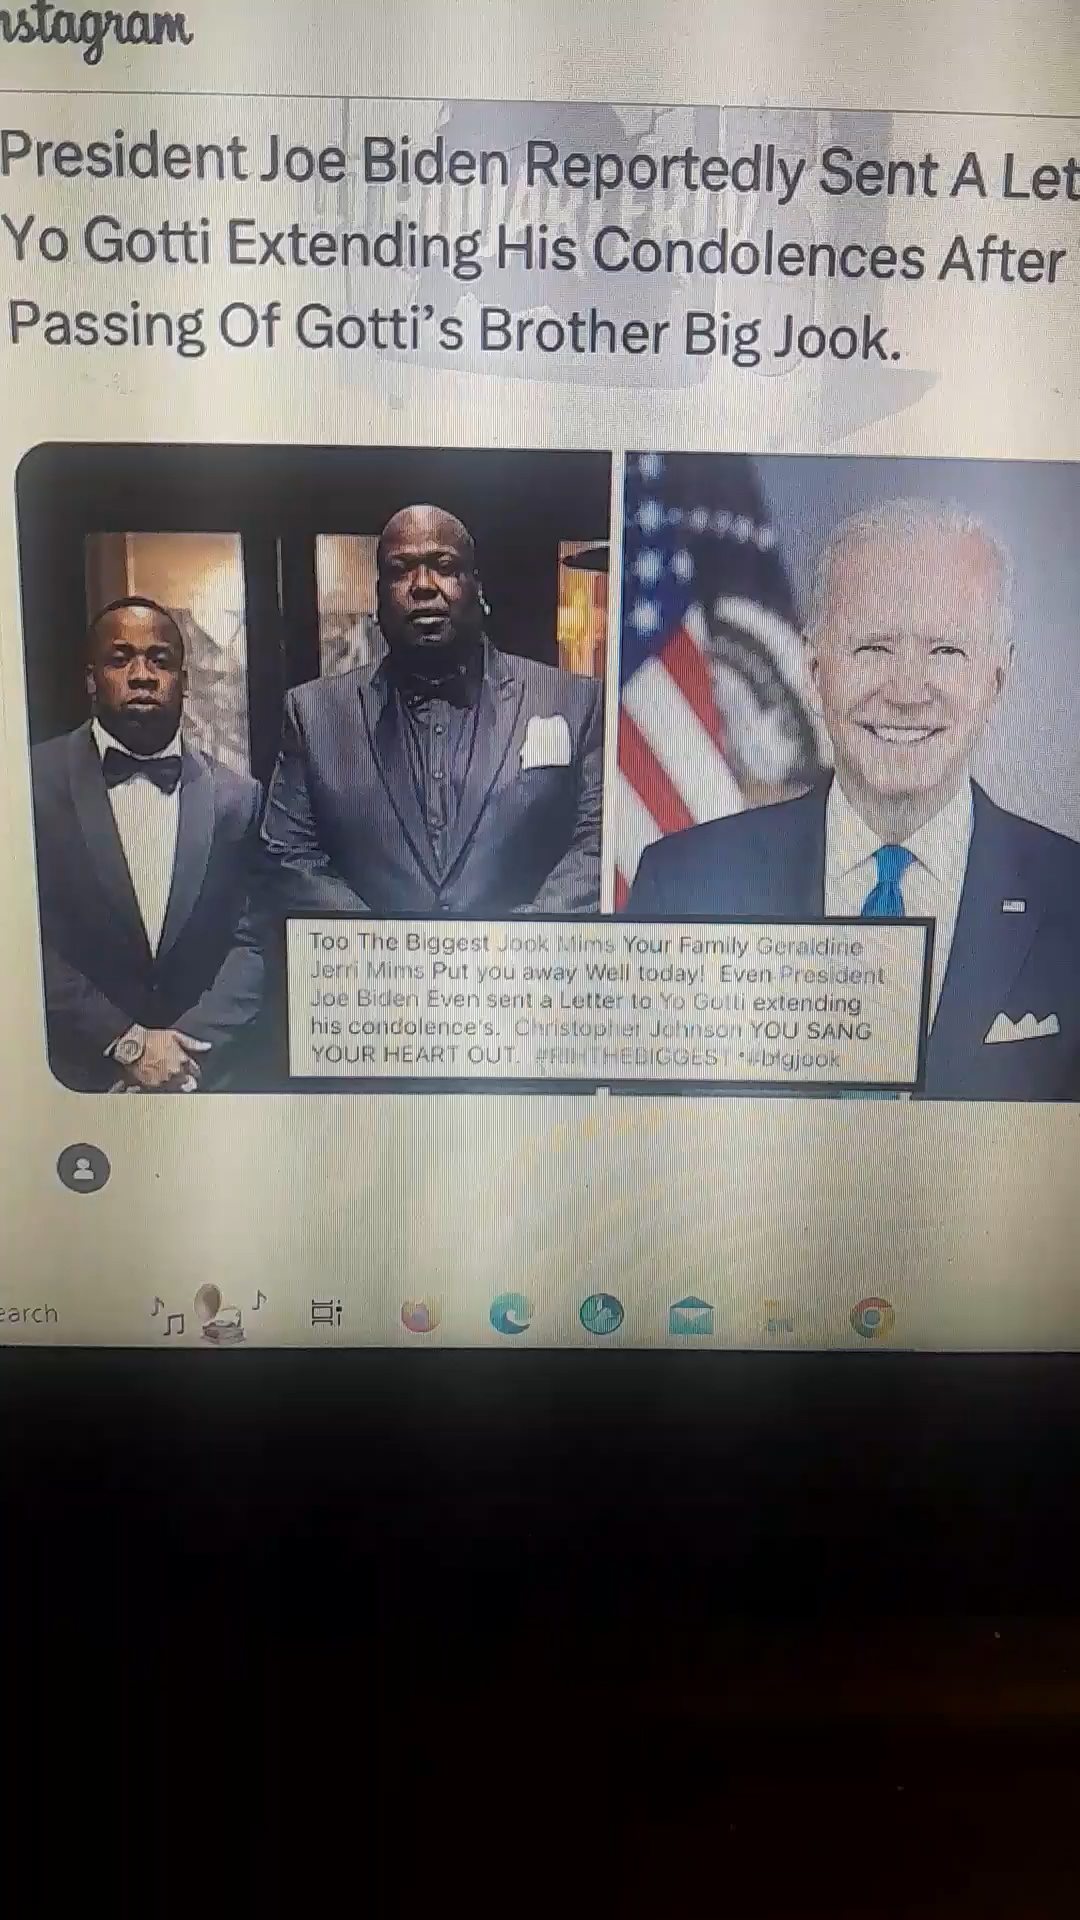 nstagram
President Joe Biden Reportedly Sent A Let
Yo Gotti Extending His Condolences After
Passing Of Gotti's Brother Big Jook.
Too The Biggest Jook Mims Your Family Geraldine
Jerri Mims Put you away Well today! Even President
Joe Biden Even sent a Letter to Yo Gotti extending
his condolence's. Christopher Johnson YOU SANG
YOUR HEART OUT. #RIHTHEBIGGEST *#bigjook
earch